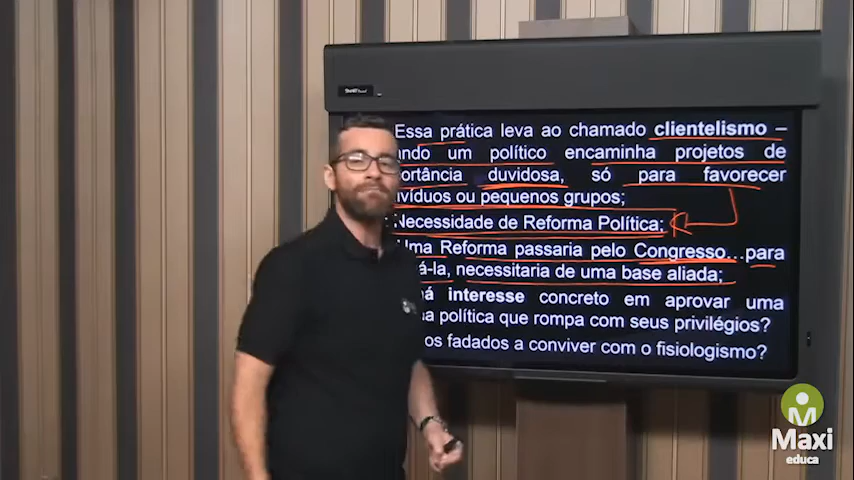 Essa prática leva ao chamado clientelismo –
ando um político encaminha projetos de
ortância duvidosa, só para favorecer
ivíduos ou pequenos grupos;
Necessidade de Reforma Política;
Uma Reforma passaria pelo Congresso...para
á-la, necessitaria de uma base aliada;
há interesse concreto em aprovar uma
a política que rompa com seus privilégios?
os fadados a conviver com o fisiologismo?
Maxi
educa